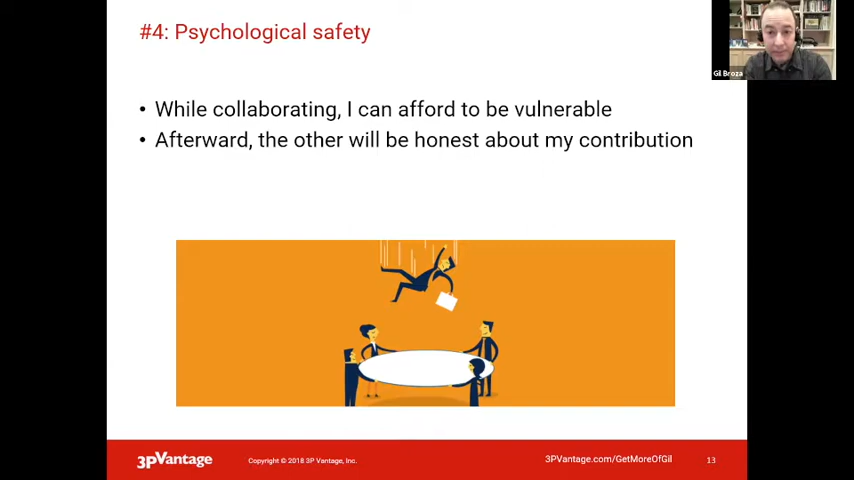 #4: Psychological safety
Gil Broza
• While collaborating, I can afford to be vulnerable
• Afterward, the other will be honest about my contribution
3PVantage
Copyright © 2018 3P Vantage, Inc.
3PVantage.com/GetMoreOfGil
13